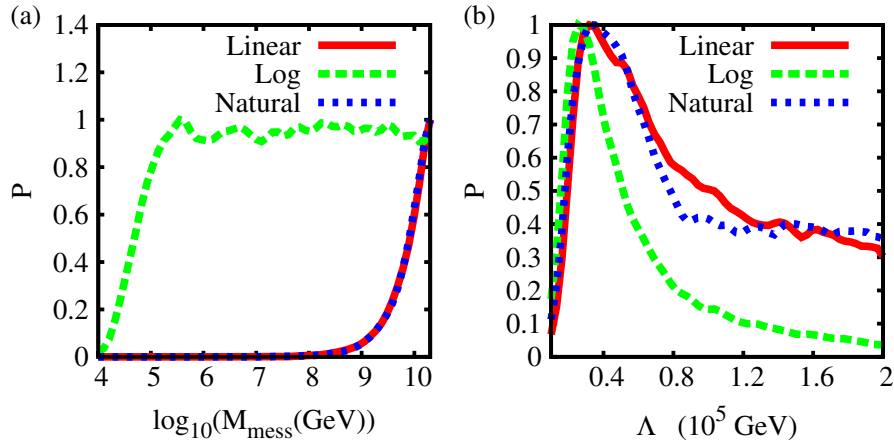 (a)
P
1.4
1.2
1
0.8
0.6
0.4
0.2
0
Linear
Log
Natural
4 5 6 7 8 9 10
log10(Mmess(GeV))
(b)
P
1
0.9
0.8
0.7
0.6
0.5
0.4
0.3
0.2
0.1
0
Linear
Log
Natural
0.4 0.8 1.2 1.6 2
Λ (10^5 GeV)